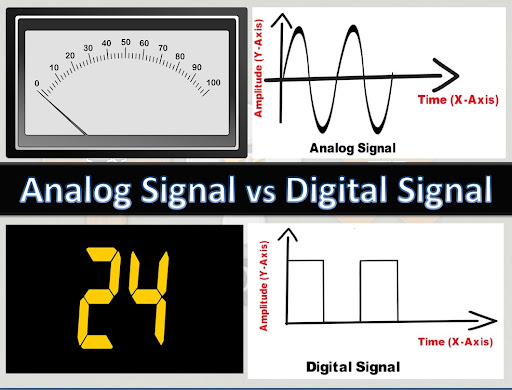 0 10 20 30 40 50 60 70 80 90 100
Amplitude (Y-Axis)
Time (X-Axis)
Analog Signal
Analog Signal vs Digital Signal
24
Amplitude (Y-Axis)
Time (X-Axis)
Digital Signal